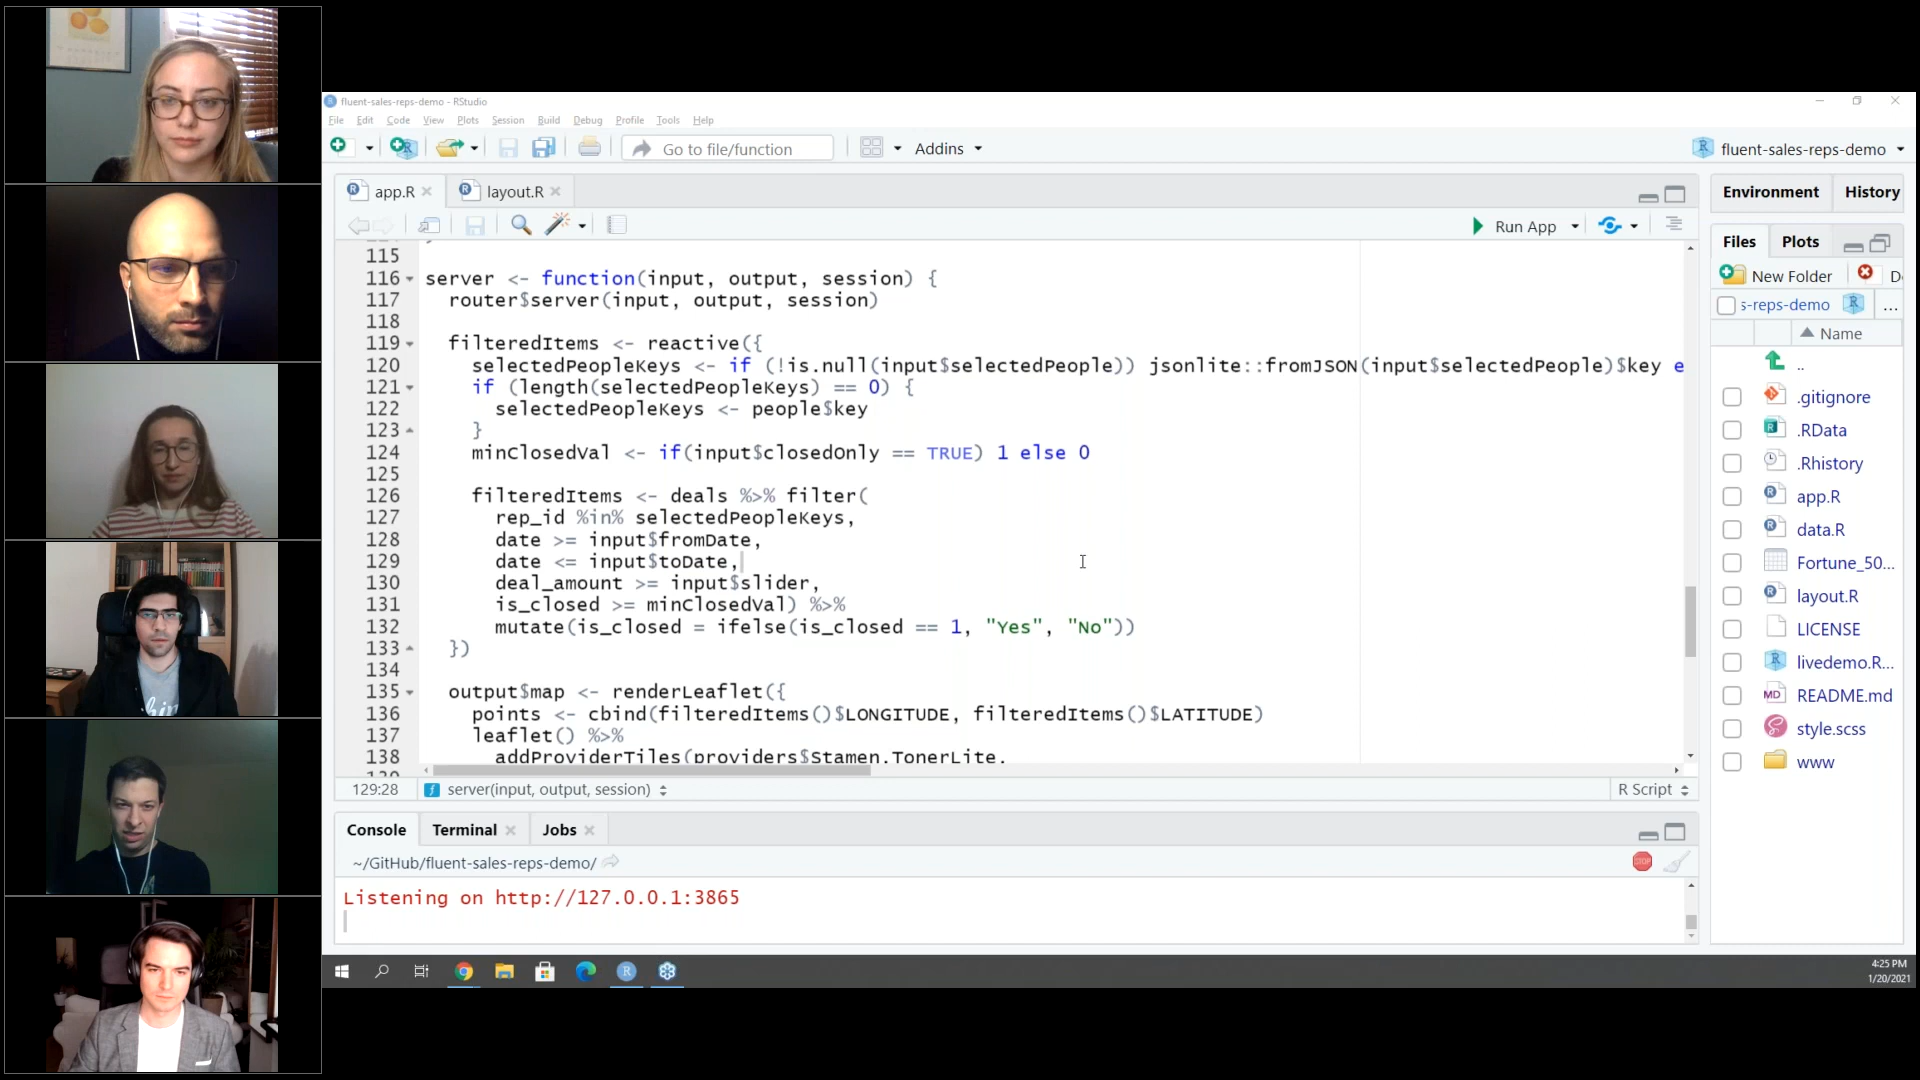 fluent-sales-reps-demo - RStudio
File Edit Code View Plots Session Build Debug Profile Tools Help
Go to file/function Addins fluent-sales-reps-demo
app.R layout.R
Run App
115
116 server <- function(input, output, session) {
117 router$server(input, output, session)
118
119 filteredItems <- reactive({
120 selectedPeopleKeys <- if (!is.null(input$selectedPeople)) jsonlite::fromJSON(input$selectedPeople)$key e
121 if (length(selectedPeopleKeys) == 0) {
122 selectedPeopleKeys <- people$key
123 }
124 minClosedVal <- if(input$closedOnly == TRUE) 1 else 0
125
126 filteredItems <- deals %>% filter(
127 rep_id %in% selectedPeopleKeys,
128 date >= input$fromDate,
129 date <= input$toDate,
130 deal_amount >= input$slider,
131 is_closed >= minClosedVal) %>%
132 mutate(is_closed = ifelse(is_closed == 1, "Yes", "No"))
133 })
134
135 output$map <- renderLeaflet({
136 points <- cbind(filteredItems()$LONGITUDE, filteredItems()$LATITUDE)
137 leaflet() %>%
138 addProviderTiles(providers$Stamen.TonerLite,
129:28 server(input, output, session) R Script
Console Terminal Jobs
~/GitHub/fluent-sales-reps-demo/
STOP
Listening on http://127.0.0.1:3865
Environment History
Files Plots
New Folder D
s-reps-demo ...
Name
..
.gitignore
.RData
.Rhistory
app.R
data.R
Fortune_50...
layout.R
LICENSE
livedemo.R...
MD README.md
style.scss
www
4:25 PM
1/20/2021